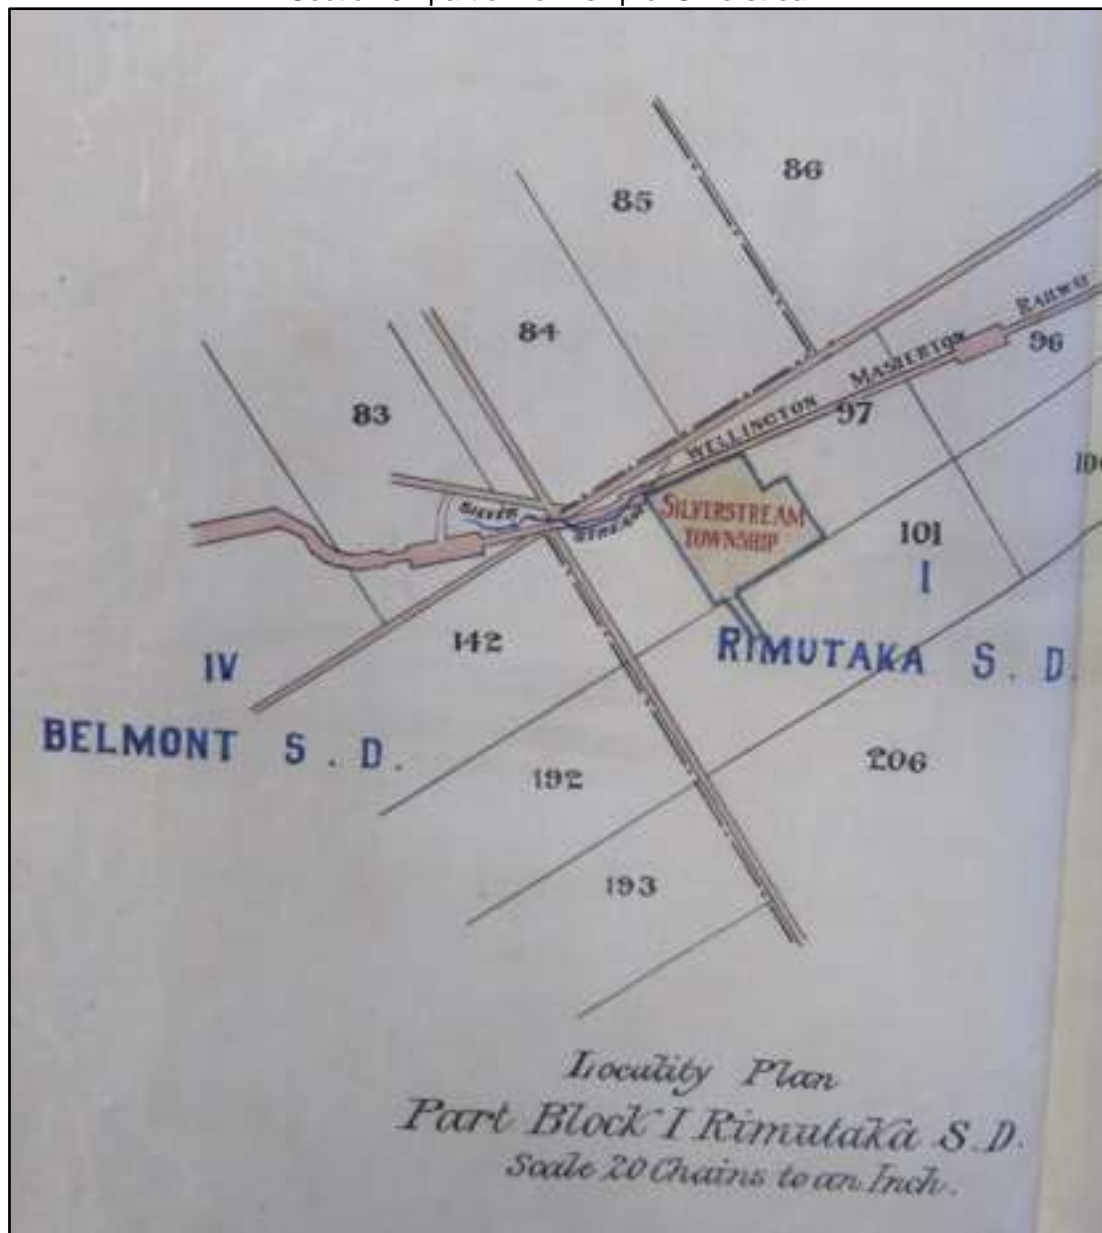 86
85
84
83
RAILWAY
96
MASTERTON
97
WELLINGTON
SILVER
STREAM
SILVERSTREAM
TOWNSHIP
101
I
142
RIMUTAKA S. D.
IV
BELMONT S. D.
206
192
193
Locality Plan
Part Block I Rimutaka S.D.
Scale 20 Chains to an Inch.